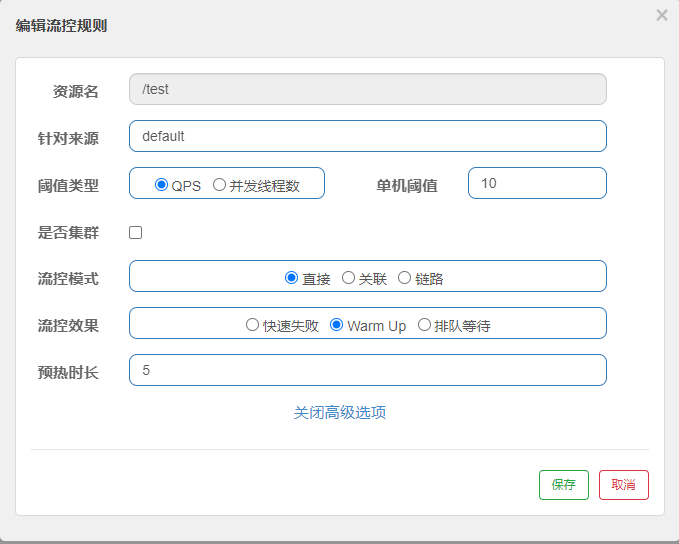 编辑流控规则 ×
资源名 /test
针对来源 default
阈值类型 QPS 并发线程数 单机阈值 10
是否集群
流控模式 直接 关联 链路
流控效果 快速失败 Warm Up 排队等待
预热时长 5
关闭高级选项
保存 取消